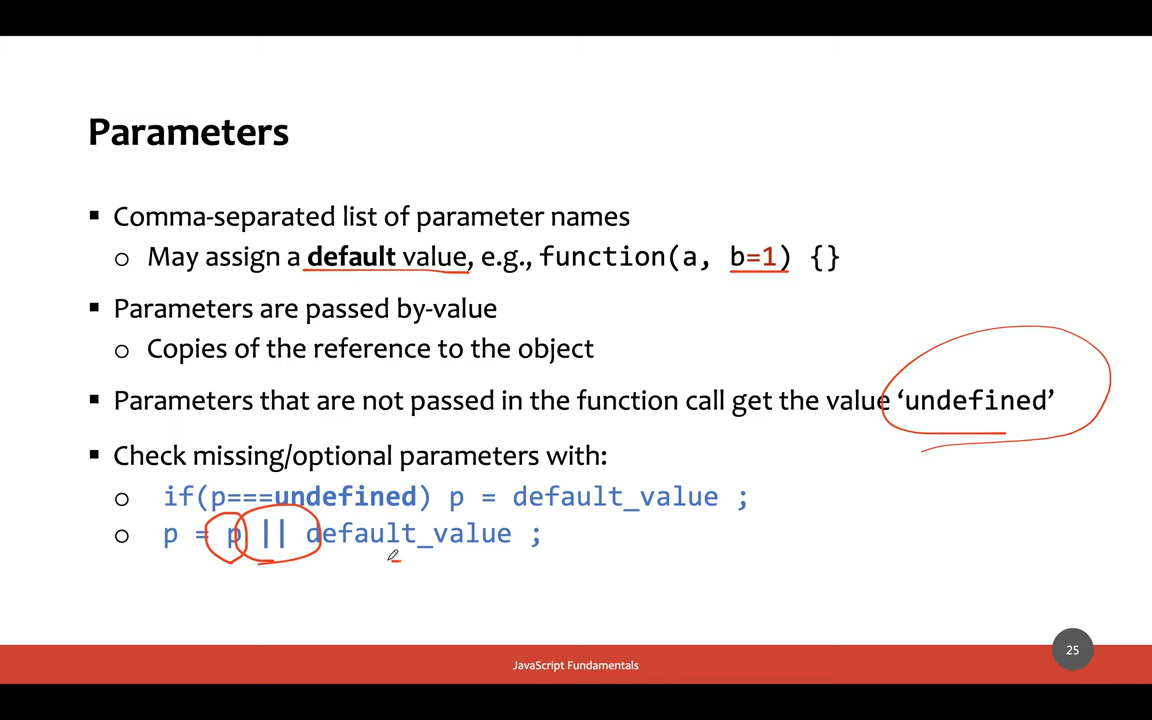 Parameters
▪ Comma-separated list of parameter names
o May assign a default value, e.g., function(a, b=1) {}
▪ Parameters are passed by-value
o Copies of the reference to the object
▪ Parameters that are not passed in the function call get the value ‘undefined’
▪ Check missing/optional parameters with:
o if(p===undefined) p = default_value ;
o p = p || default_value ;
JavaScript Fundamentals
25